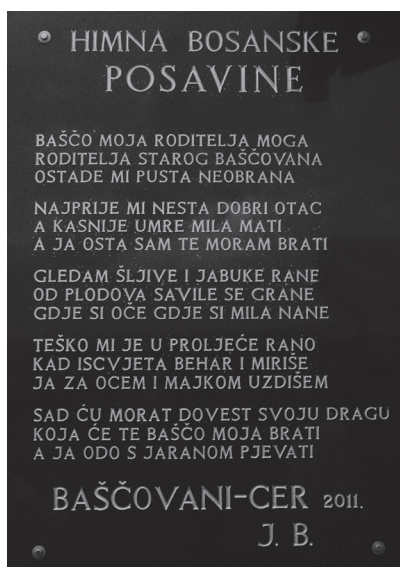 HIMNA BOSANSKE
POSAVINE
BAŠČO MOJA RODITELJA MOGA
RODITELJA STAROG BAŠČOVANA
OSTADE MI PUSTA NEOBRANA
NAJPRIJE MI NESTA DOBRI OTAC
A KASNIJE UMRE MILA MATI
A JA OSTA SAM TE MORAM BRATI
GLEDAM ŠLJIVE I JABUKE RANE
OD PLODOVA SAVILE SE GRANE
GDJE SI OČE GDJE SI MILA NANE
TEŠKO MI JE U PROLJEĆE RANO
KAD ISCVJETA BEHAR I MIRIŠE
JA ZA OCEM I MAJKOM UZDIŠEM
SAD ĆU MORAT DOVEST SVOJU DRAGU
KOJA ĆE TE BAŠČO MOJA BRATI
A JA ODO S JARANOM PJEVATI
BAŠČOVANI-CER 2011.
J. B.